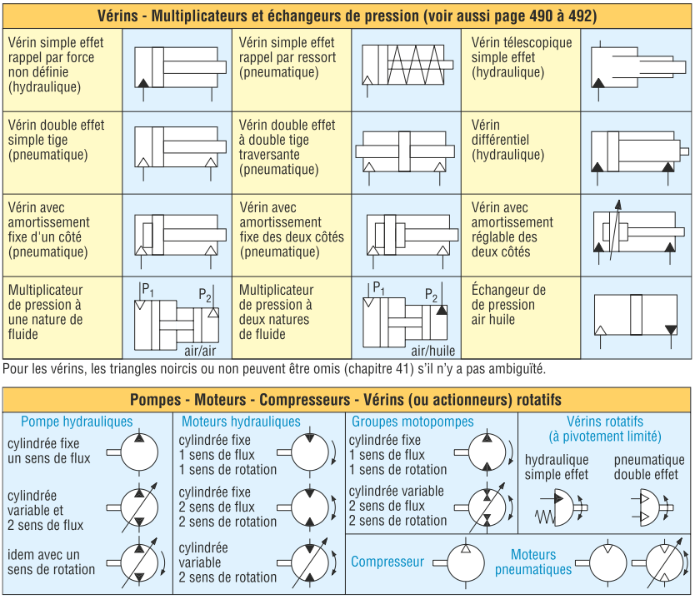 Vérins - Multiplicateurs et échangeurs de pression (voir aussi page 490 à 492)
Vérin simple effet
rappel par force
non définie
(hydraulique)
Vérin simple effet
rappel par ressort
(pneumatique)
Vérin télescopique
simple effet
(hydraulique)
Vérin double effet
simple tige
(pneumatique)
Vérin double effet
à double tige
traversante
(pneumatique)
Vérin
différentiel
(hydraulique)
Vérin avec
amortissement
fixe d'un côté
(pneumatique)
Vérin avec
amortissement
fixe des deux côtés
(pneumatique)
Vérin avec
amortissement
réglable des
deux côtés
Multiplicateur
de pression à
une nature de
fluide
P1
P2
air/air
Multiplicateur
de pression à
deux natures
de fluide
P1
P2
air/huile
Échangeur de
de pression
air huile
Pour les vérins, les triangles noircis ou non peuvent être omis (chapitre 41) s'il n'y a pas ambiguïté.
Pompes - Moteurs - Compresseurs - Vérins (ou actionneurs) rotatifs
Pompe hydrauliques
cylindrée fixe
un sens de flux
cylindrée
variable et
2 sens de flux
idem avec un
sens de rotation
Moteurs hydrauliques
cylindrée fixe
1 sens de flux
1 sens de rotation
cylindrée fixe
2 sens de flux
2 sens de rotation
cylindrée
variable
2 sens de rotation
Groupes motopompes
cylindrée fixe
1 sens de flux
1 sens de rotation
cylindrée variable
2 sens de flux
2 sens de rotation
Vérins rotatifs
(à pivotement limité)
hydraulique
simple effet
pneumatique
double effet
Compresseur
Moteurs
pneumatiques